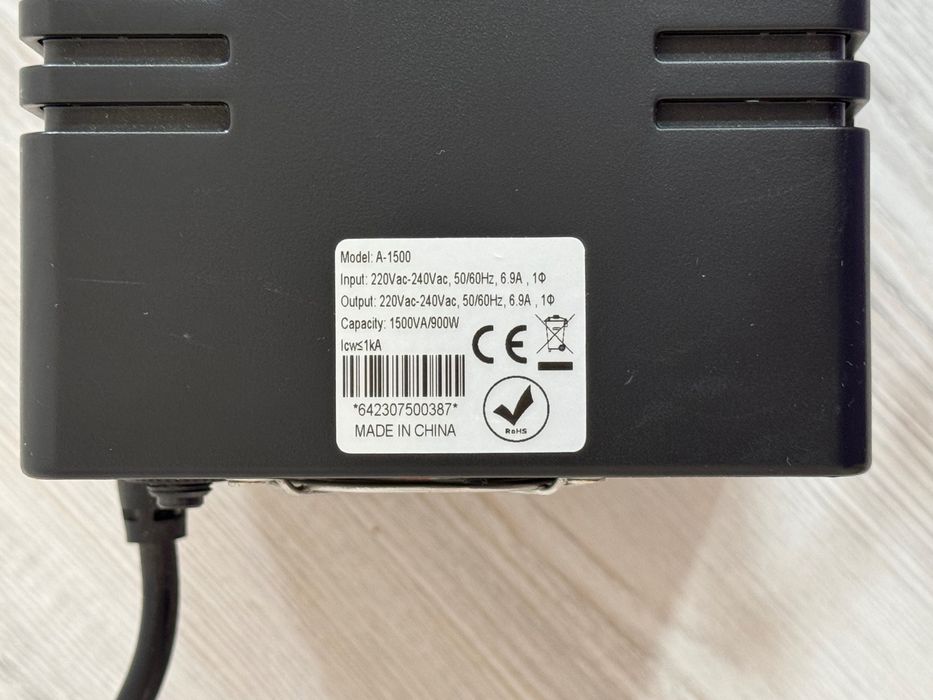 Model: A-1500
Input: 220Vac-240Vac, 50/60Hz, 6.9A , 1Φ
Output: 220Vac-240Vac, 50/60Hz, 6.9A , 1Φ
Capacity: 1500VA/900W
Icw≤1kA
CE
*642307500387*
MADE IN CHINA
RoHS